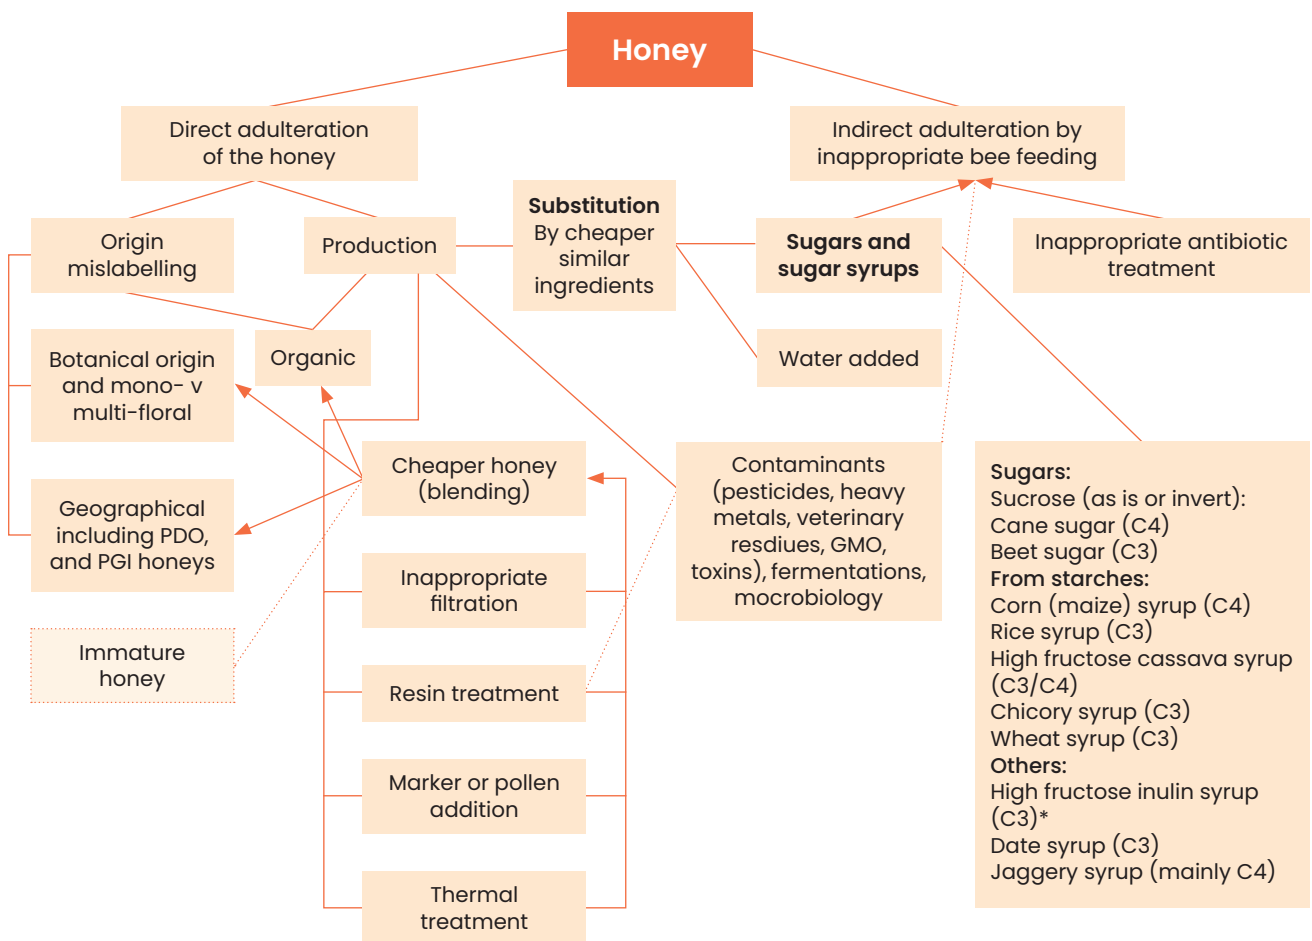 Honey
Direct adulteration
of the honey
Indirect adulteration by
inappropriate bee feeding
Origin
mislabelling
Production
Substitution
By cheaper
similar
ingredients
Sugars and
sugar syrups
Inappropriate antibiotic
treatment
Botanical origin
and mono- v
multi-floral
Organic
Water added
Cheaper honey
(blending)
Geographical
including PDO,
and PGI honeys
Contaminants
(pesticides, heavy
metals, veterinary
resdiues, GMO,
toxins), fermentations,
mocrobiology
Sugars:
Sucrose (as is or invert):
Cane sugar (C4)
Beet sugar (C3)
From starches:
Corn (maize) syrup (C4)
Rice syrup (C3)
High fructose cassava syrup
(C3/C4)
Chicory syrup (C3)
Wheat syrup (C3)
Others:
High fructose inulin syrup
(C3)*
Date syrup (C3)
Jaggery syrup (mainly C4)
Inappropriate
filtration
Immature
honey
Resin treatment
Marker or pollen
addition
Thermal
treatment